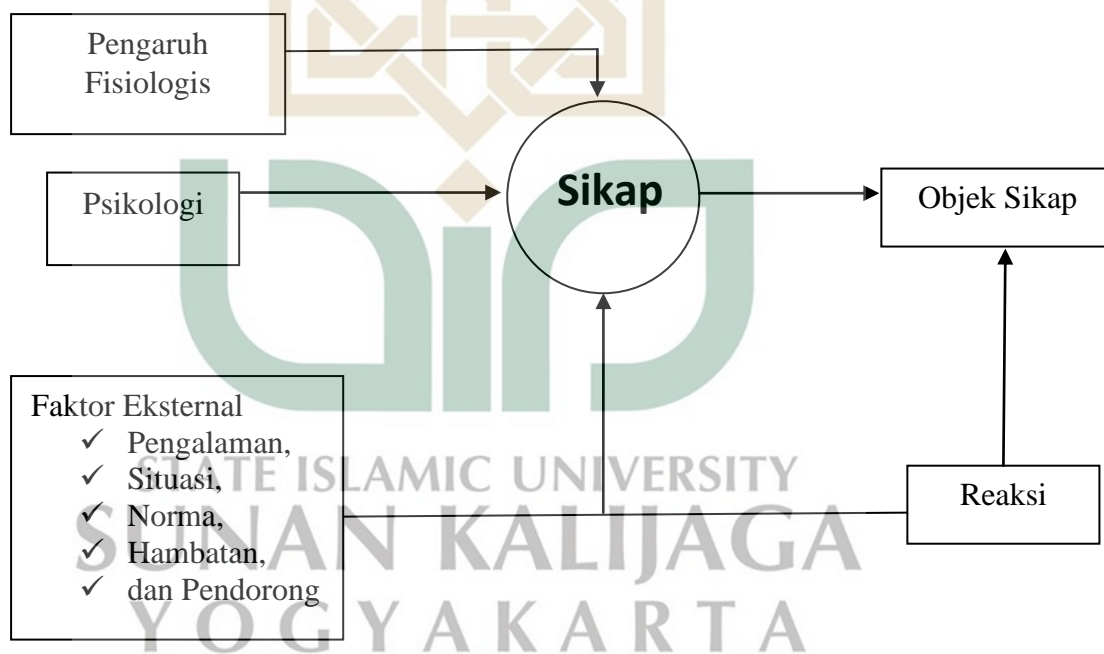 Pengaruh
Fisiologis
Psikologi
Sikap
Objek Sikap
Faktor Eksternal
✓ Pengalaman,
✓ Situasi,
✓ Norma,
✓ Hambatan,
✓ dan Pendorong
Reaksi
STATE ISLAMIC UNIVERSITY
SUNAN KALIJAGA
YOGYAKARTA